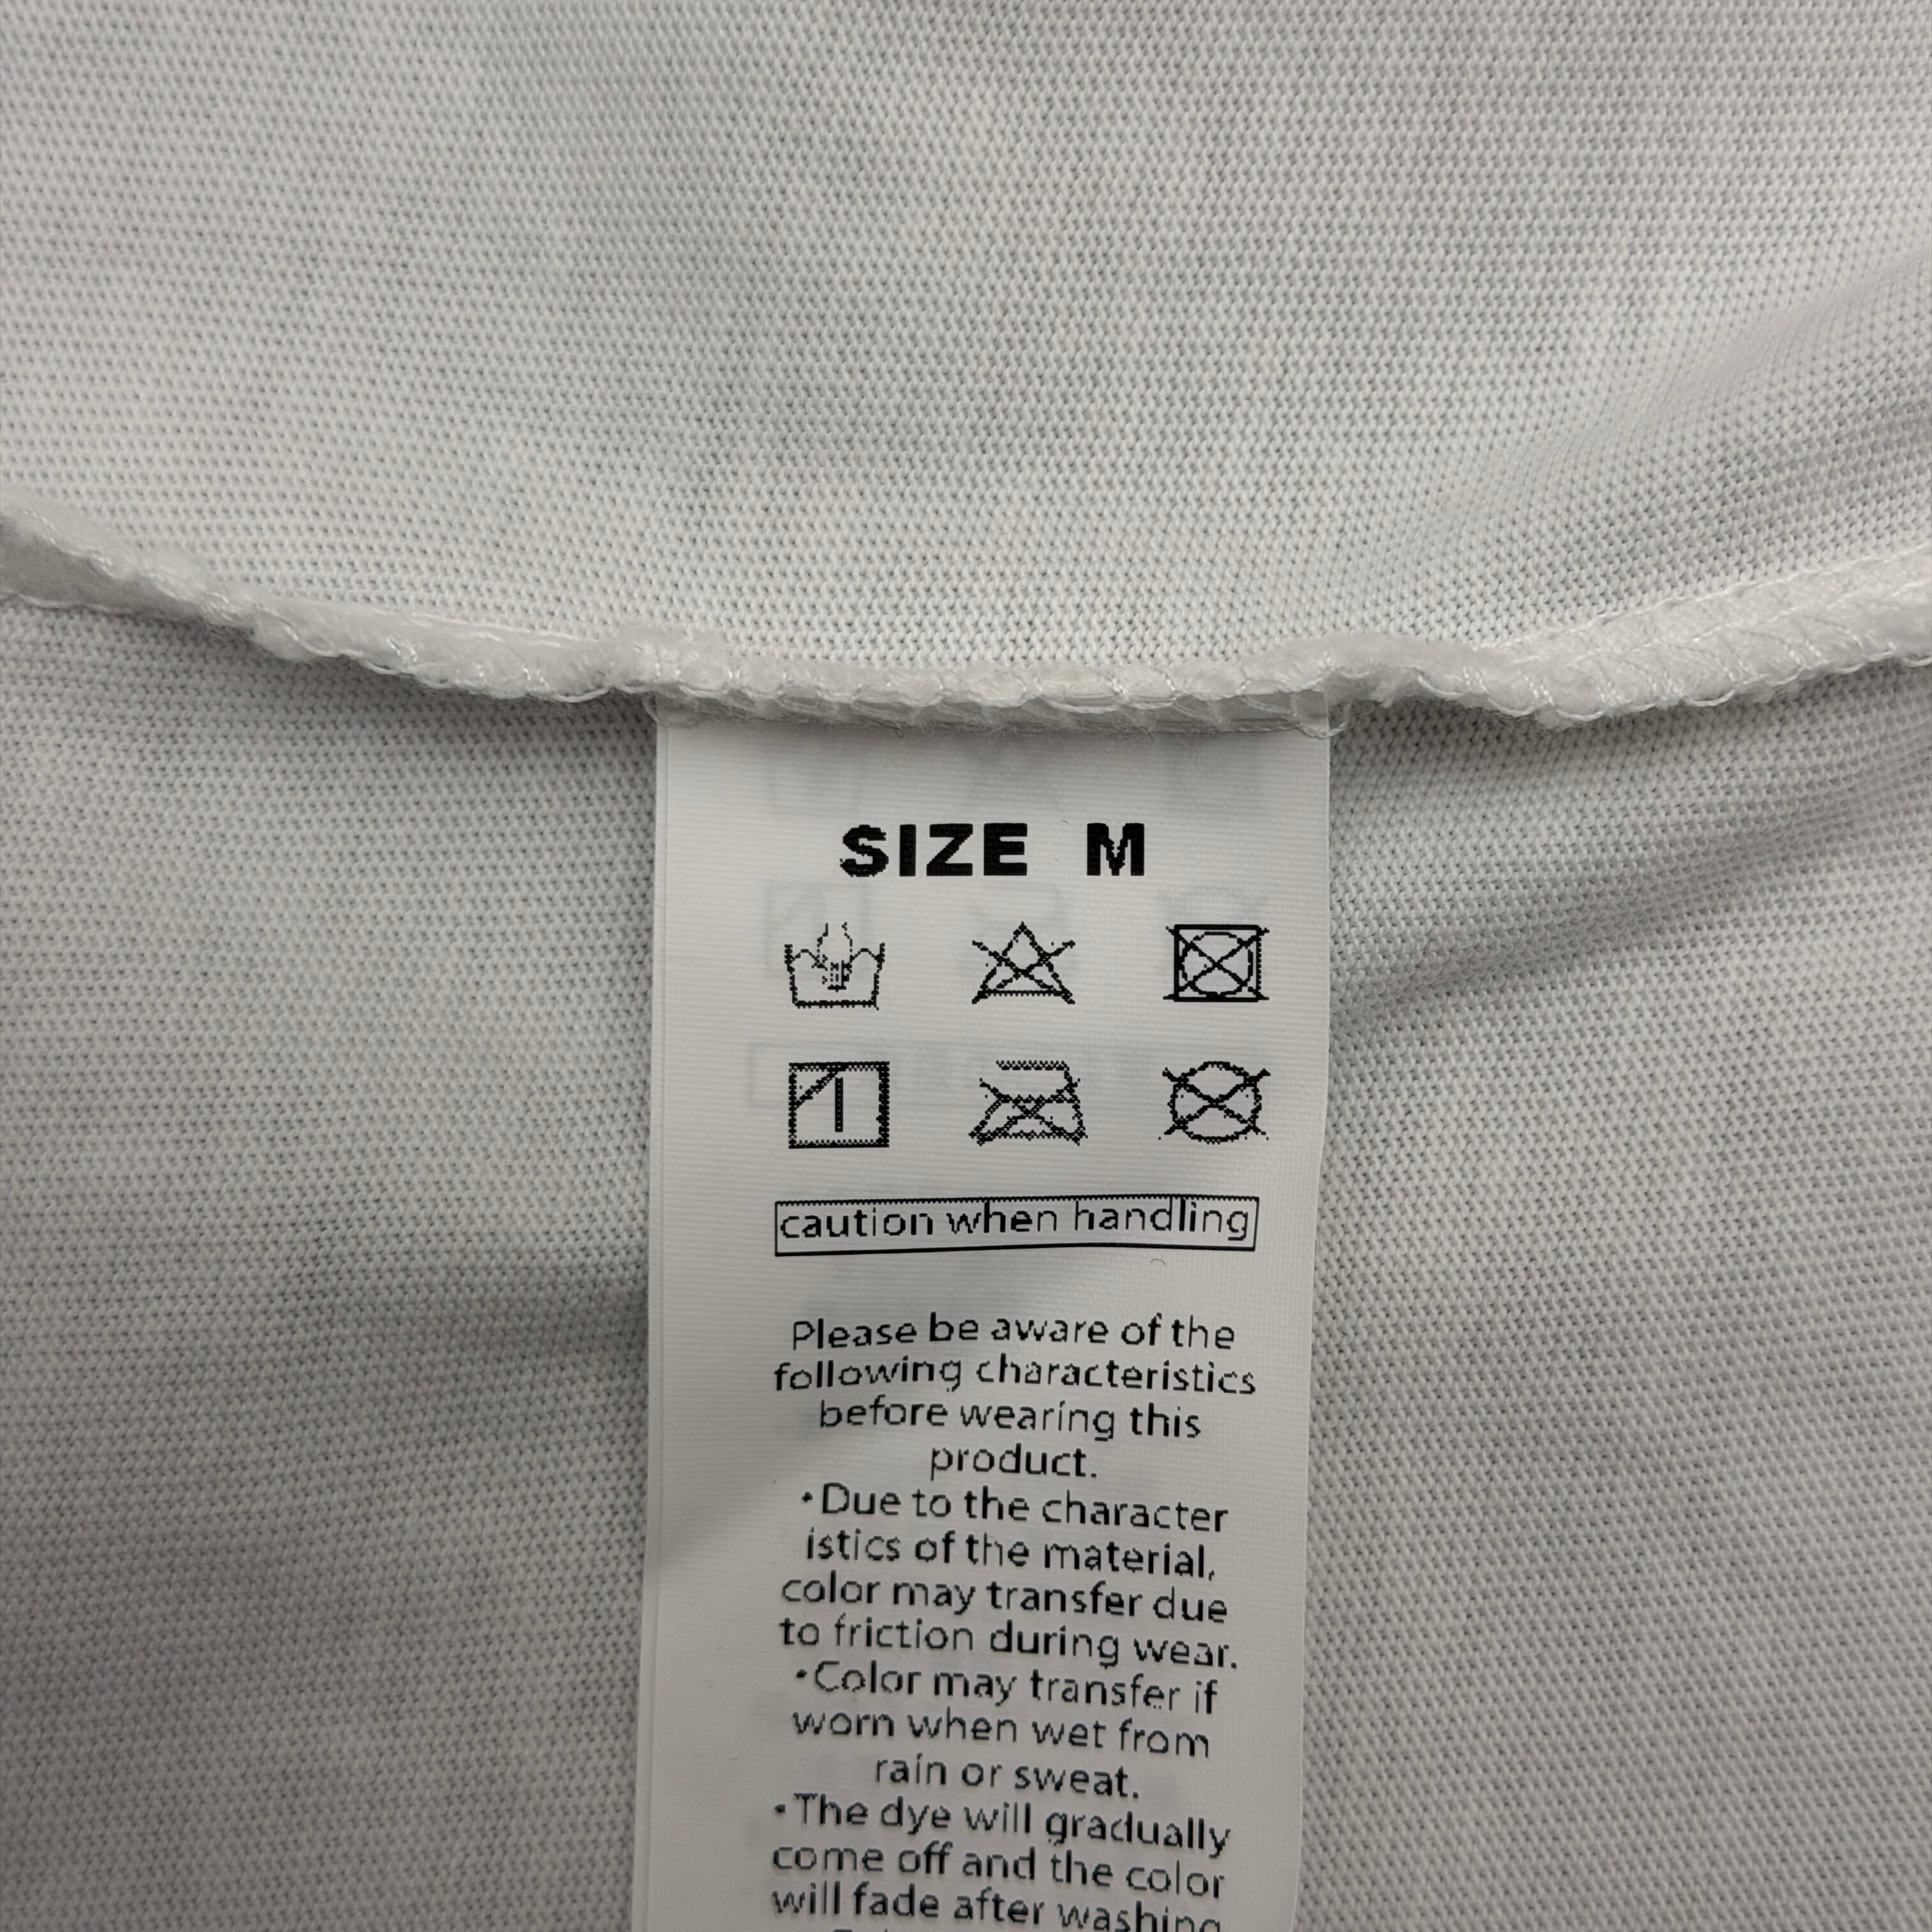 SIZE M
caution when handling
Please be aware of the
following characteristics
before wearing this
product.
・Due to the character
istics of the material,
color may transfer due
to friction during wear.
・Color may transfer if
worn when wet from
rain or sweat.
・The dye will gradually
come off and the color
will fade after washing